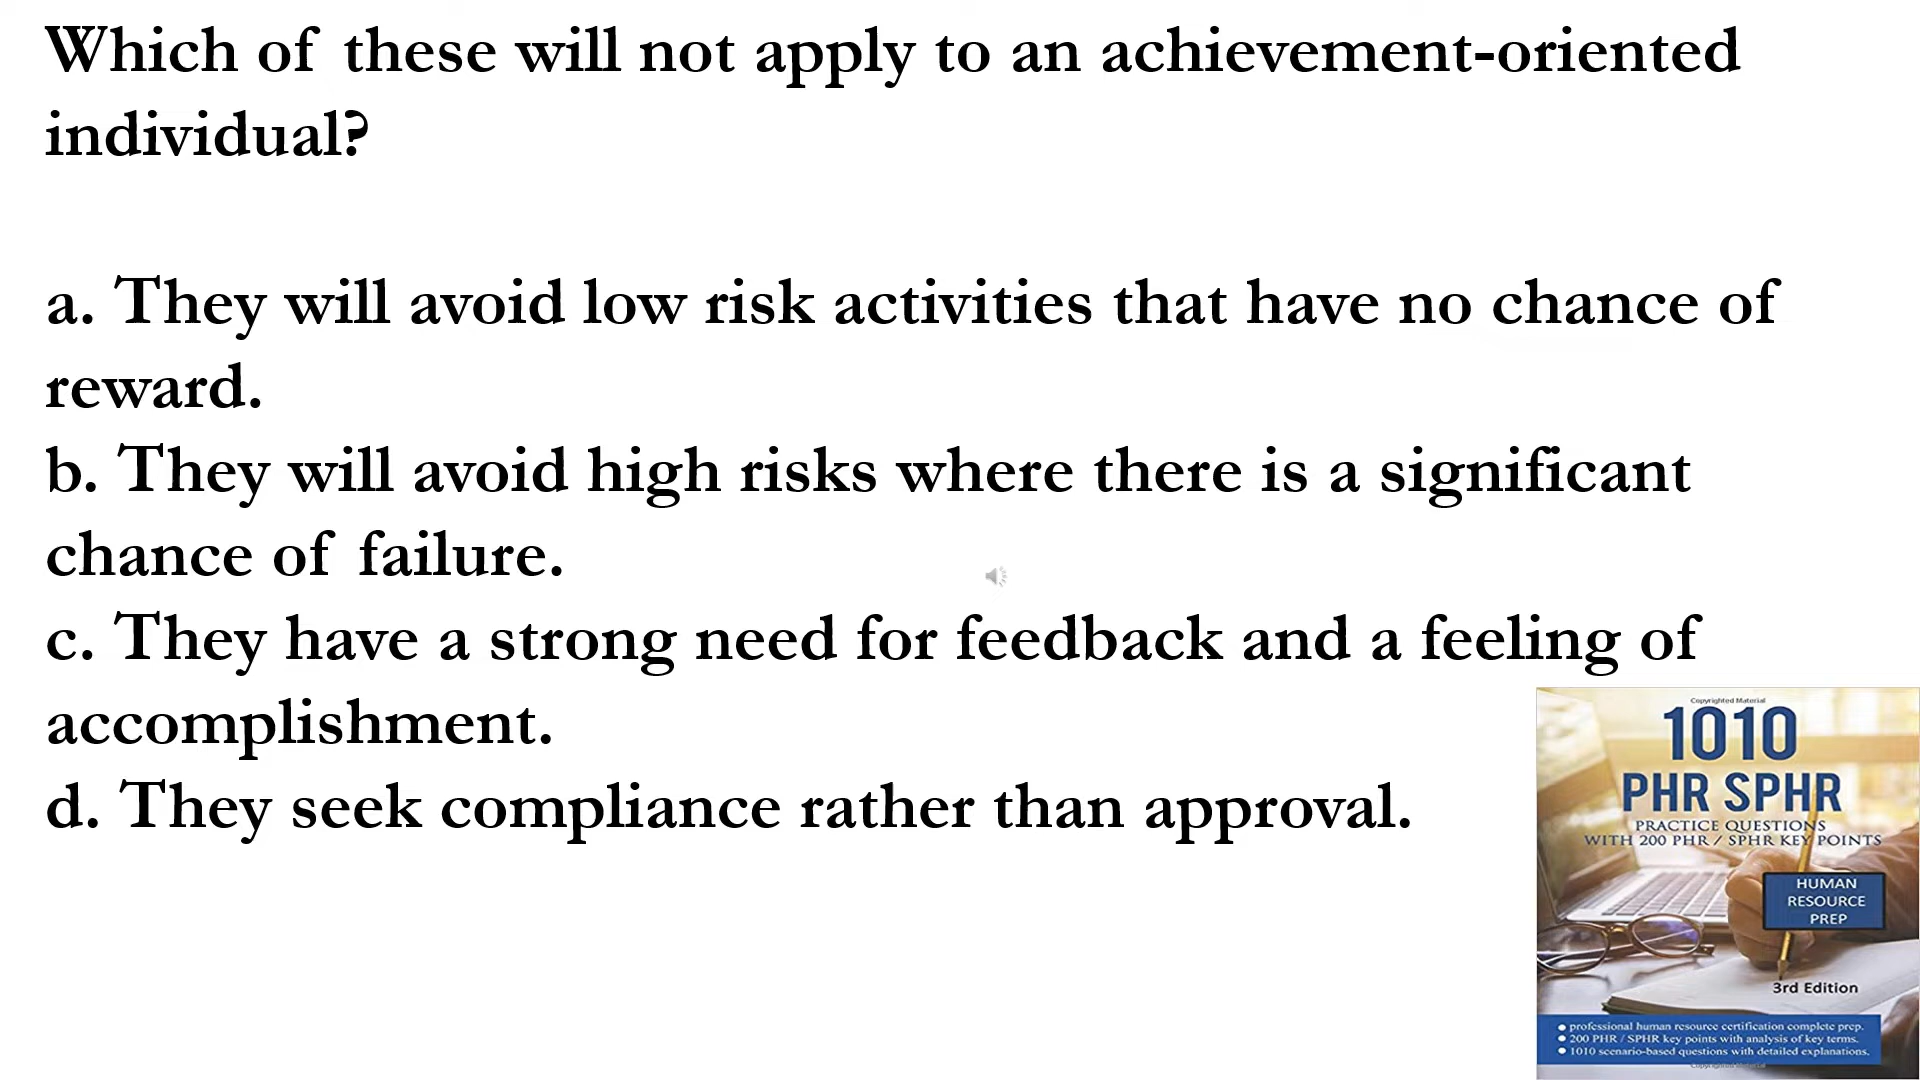 Which of these will not apply to an achievement-oriented
individual?
a. They will avoid low risk activities that have no chance of
reward.
b. They will avoid high risks where there is a significant
chance of failure.
c. They have a strong need for feedback and a feeling of
accomplishment.
d. They seek compliance rather than approval.
Copyrighted Material
1010
PHR SPHR
PRACTICE QUESTIONS
WITH 200 PHR / SPHR KEY POINTS
HUMAN
RESOURCE
PREP
3rd Edition
● professional human resource certification complete prep.
● 200 PHR / SPHR key points with analysis of key terms.
● 1010 scenario-based questions with detailed explanations.
Copyrighted Material